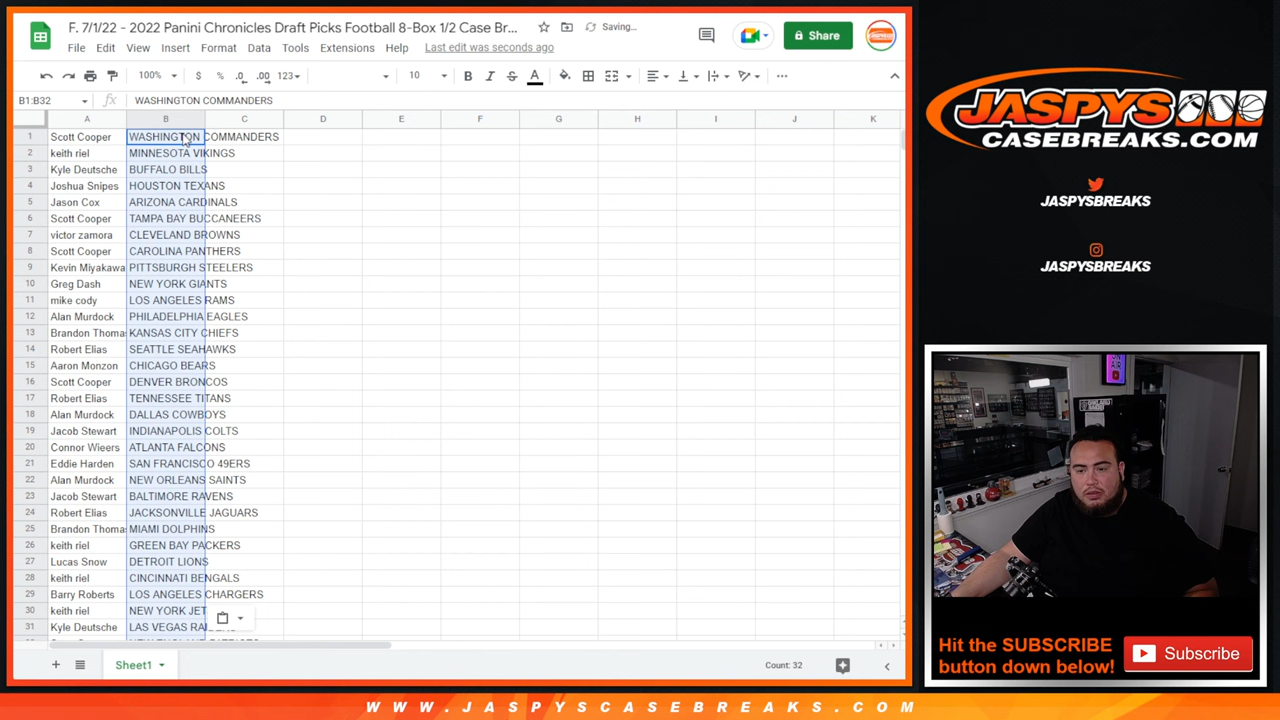 F. 7/1/22 - 2022 Panini Chronicles Draft Picks Football 8-Box 1/2 Case Br...
Saving...
File Edit View Insert Format Data Tools Extensions Help Last edit was seconds ago
Share
100% $ % .0 .00 123 10 B I S A
B1:B32 fx WASHINGTON COMMANDERS
A B C D E F G H I J K
1 Scott Cooper WASHINGTON COMMANDERS
2 keith riel MINNESOTA VIKINGS
3 Kyle Deutsche BUFFALO BILLS
4 Joshua Snipes HOUSTON TEXANS
5 Jason Cox ARIZONA CARDINALS
6 Scott Cooper TAMPA BAY BUCCANEERS
7 victor zamora CLEVELAND BROWNS
8 Scott Cooper CAROLINA PANTHERS
9 Kevin Miyakawa PITTSBURGH STEELERS
10 Greg Dash NEW YORK GIANTS
11 mike cody LOS ANGELES RAMS
12 Alan Murdock PHILADELPHIA EAGLES
13 Brandon Thomas KANSAS CITY CHIEFS
14 Robert Elias SEATTLE SEAHAWKS
15 Aaron Monzon CHICAGO BEARS
16 Scott Cooper DENVER BRONCOS
17 Robert Elias TENNESSEE TITANS
18 Alan Murdock DALLAS COWBOYS
19 Jacob Stewart INDIANAPOLIS COLTS
20 Connor Wieers ATLANTA FALCONS
21 Eddie Harden SAN FRANCISCO 49ERS
22 Alan Murdock NEW ORLEANS SAINTS
23 Jacob Stewart BALTIMORE RAVENS
24 Robert Elias JACKSONVILLE JAGUARS
25 Brandon Thomas MIAMI DOLPHINS
26 keith riel GREEN BAY PACKERS
27 Lucas Snow DETROIT LIONS
28 keith riel CINCINNATI BENGALS
29 Barry Roberts LOS ANGELES CHARGERS
30 keith riel NEW YORK JET
31 Kyle Deutsche LAS VEGAS
Sheet1
Count: 32
JASPYS
CASEBREAKS.COM
JASPYSBREAKS
JASPYSBREAKS
Hit the SUBSCRIBE
button down below!
Subscribe
WWW.JASPYSCASEBREAKS.COM